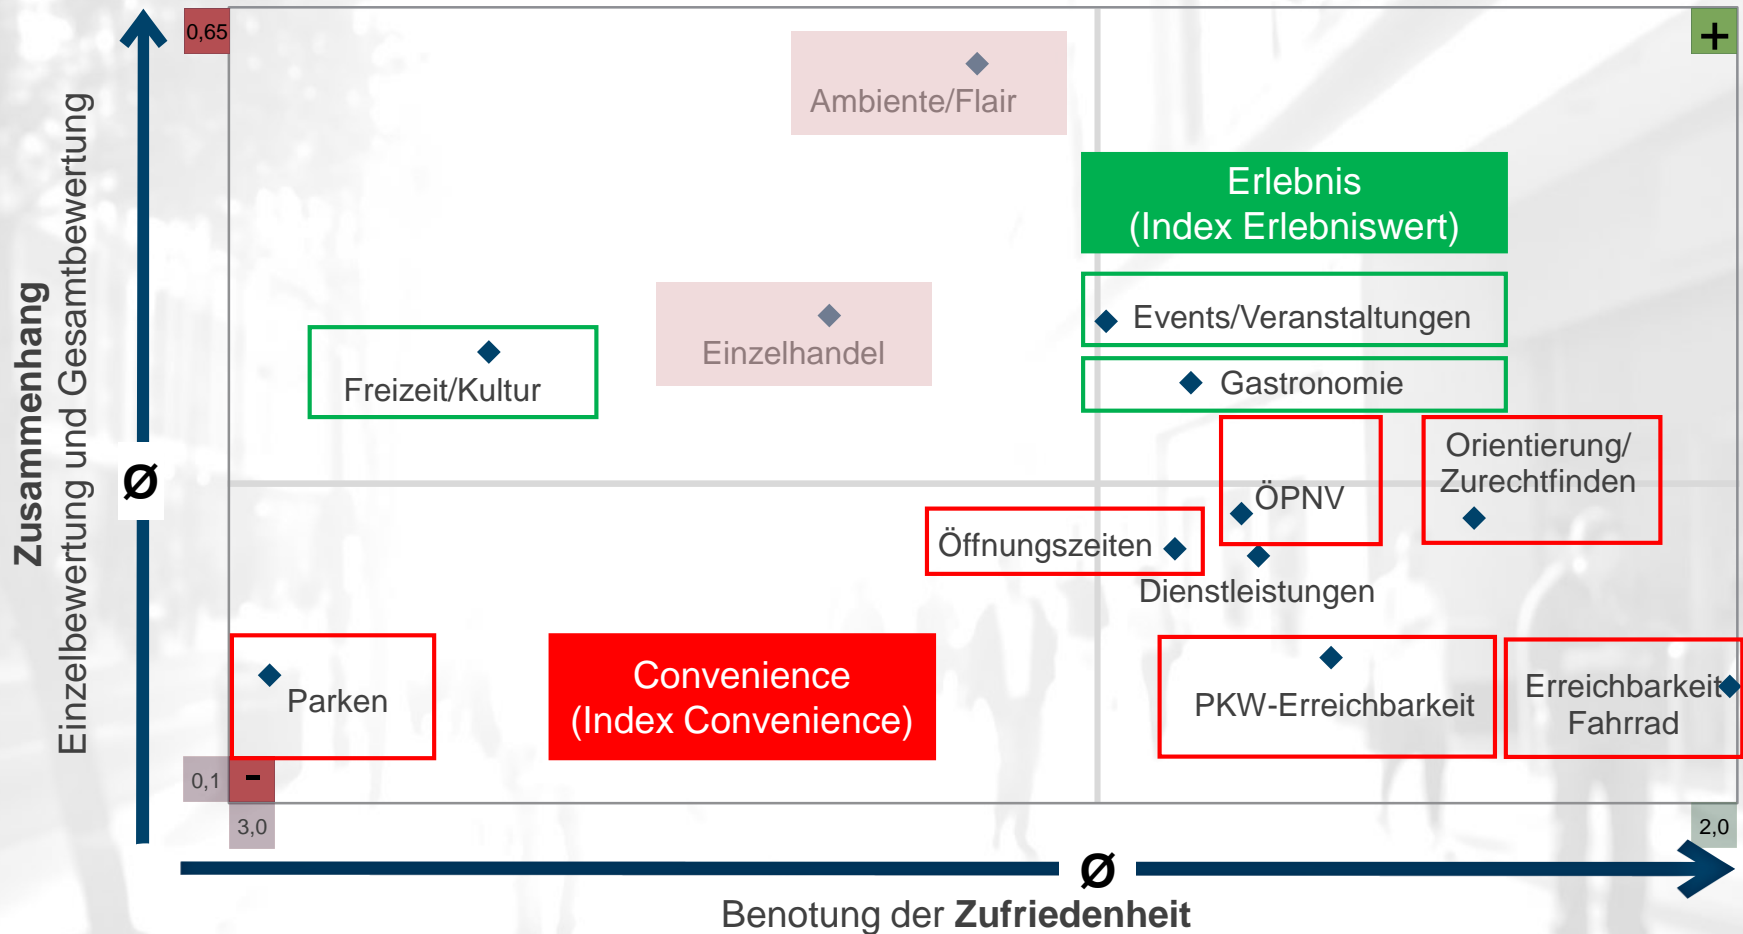 0,65
+
Ambiente/Flair
Erlebnis
(Index Erlebniswert)
Events/Veranstaltungen
Einzelhandel
Freizeit/Kultur
Gastronomie
Orientierung/
Zurechtfinden
ÖPNV
Öffnungszeiten
Dienstleistungen
Convenience
(Index Convenience)
Parken
PKW-Erreichbarkeit
Erreichbarkeit
Fahrrad
0,1
-
3,0
2,0
Zusammenhang
Einzelbewertung und Gesamtbewertung
Ø
Ø
Benotung der Zufriedenheit